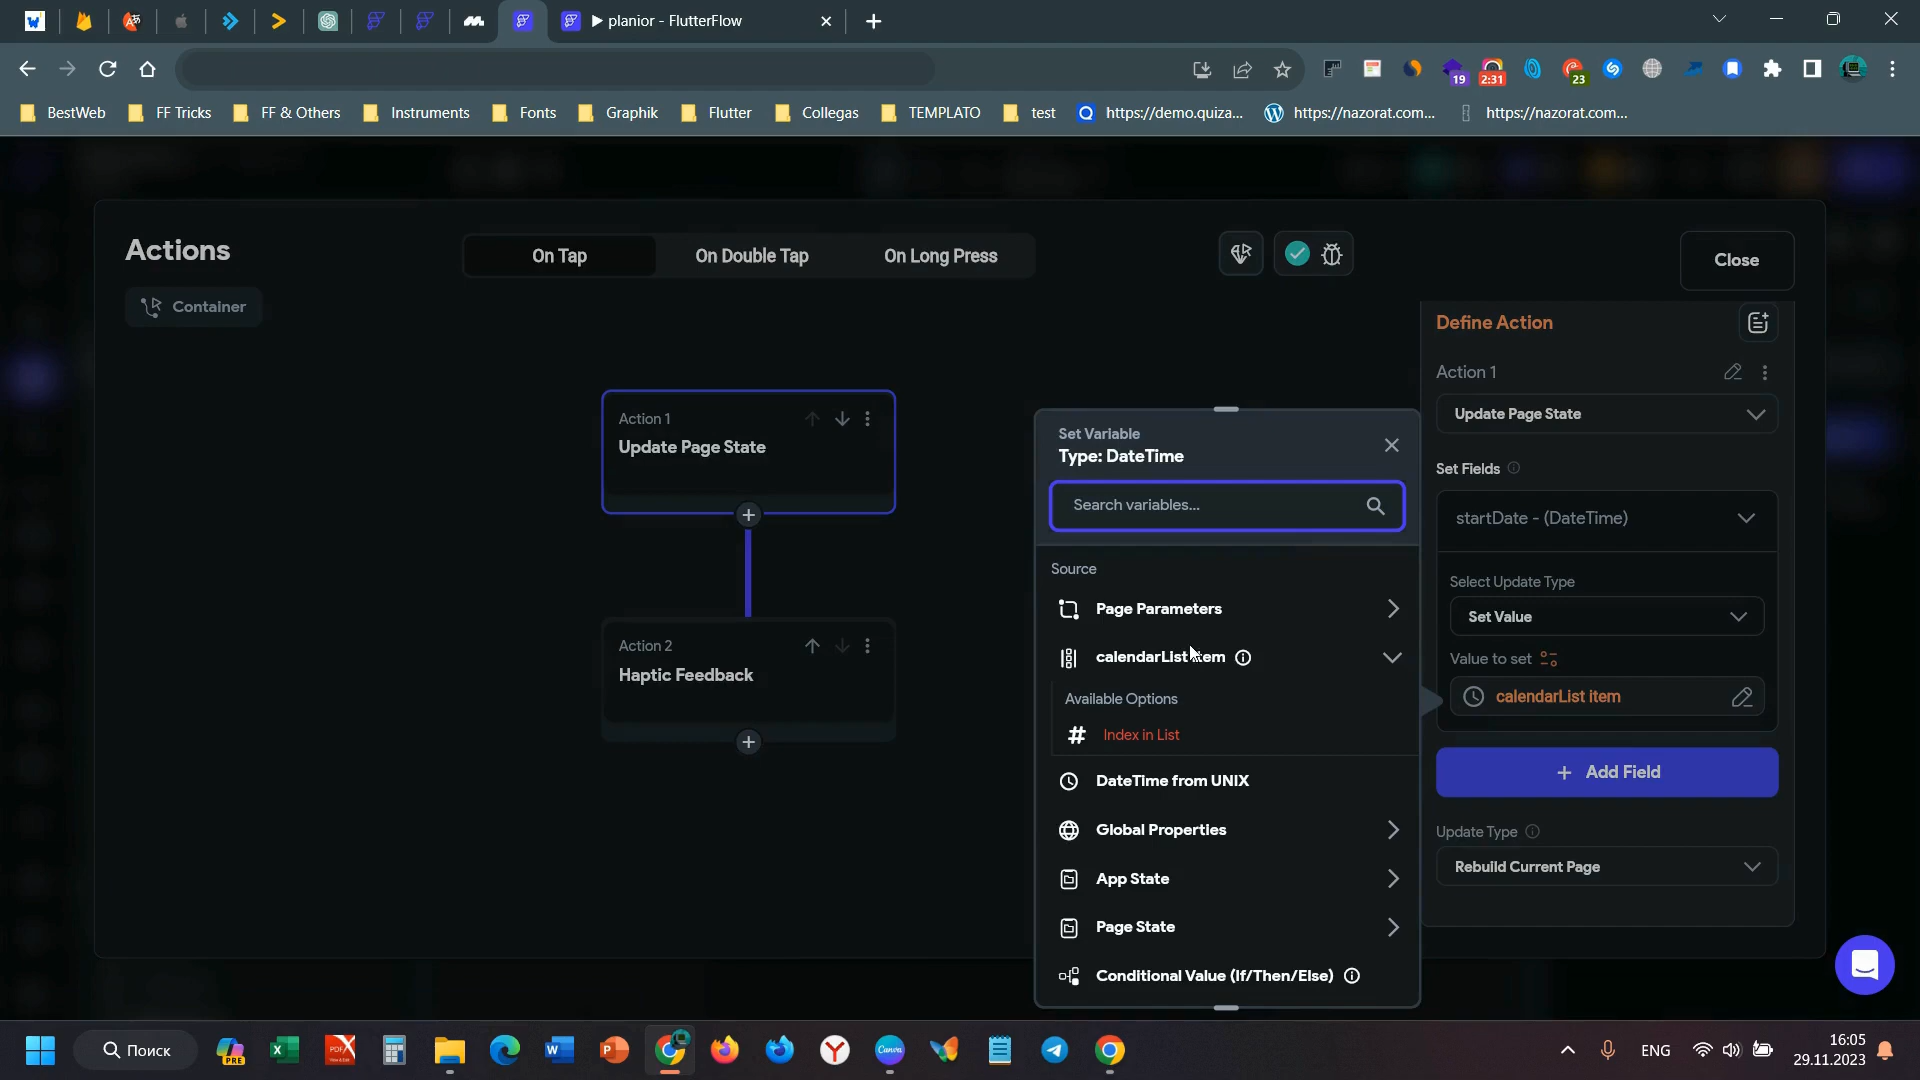 planior - FlutterFlow
19
2:31
23
BestWeb
FF Tricks
FF & Others
Instruments
Fonts
Graphik
Flutter
Collegas
TEMPLATO
test
https://demo.quiza...
https://nazorat.com...
https://nazorat.com...
Actions
On Tap
On Double Tap
On Long Press
Close
Container
Define Action
Action 1
Update Page State
Action 1
Update Page State
Set Variable
Type: DateTime
Set Fields
Search variables...
startDate - (DateTime)
Source
Select Update Type
Page Parameters
Set Value
calendarList item
Value to set
Available Options
calendarList item
Index in List
Action 2
Haptic Feedback
Add Field
DateTime from UNIX
Global Properties
Update Type
Rebuild Current Page
App State
Page State
Conditional Value (If/Then/Else)
Поиск
ENG
16:05
29.11.2023